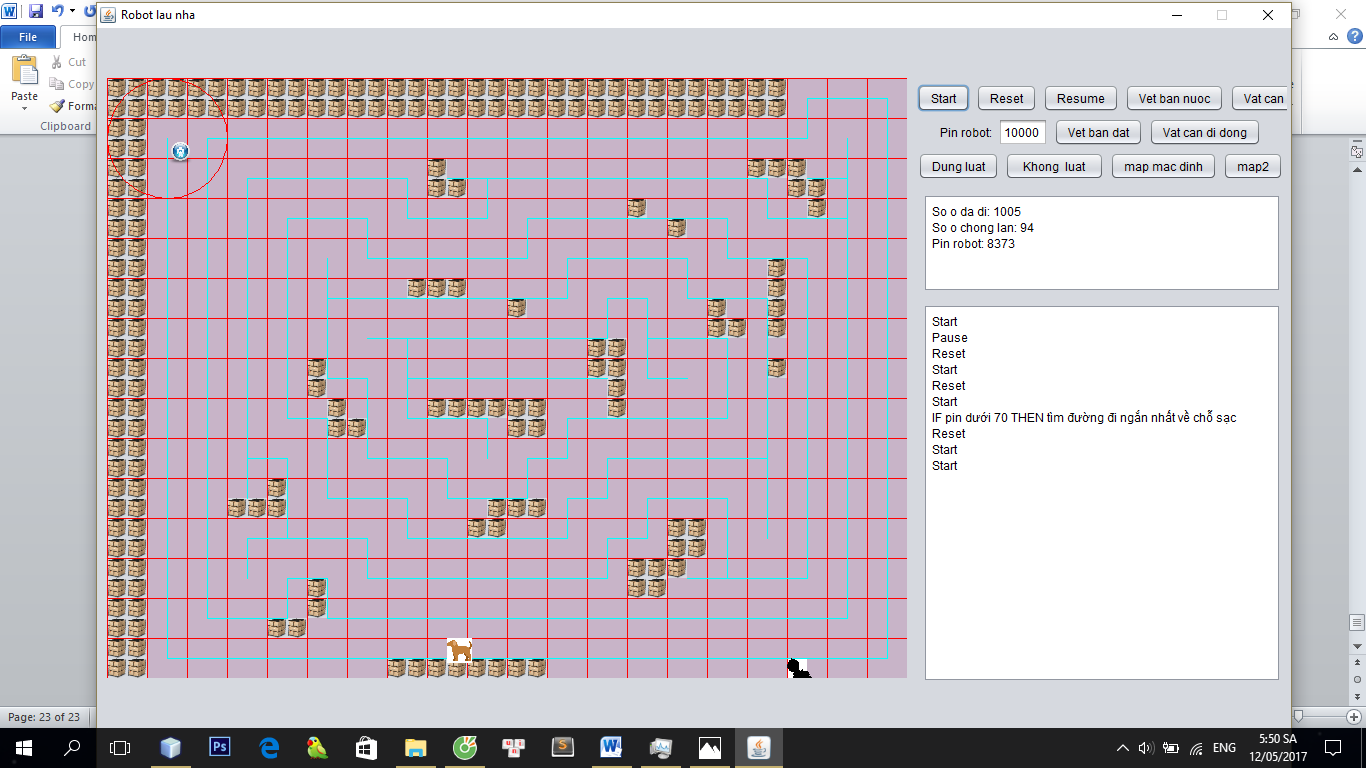 Robot lau nha
File
Hom
Cut
Copy
Paste
Forma
Clipboard
Start
Reset
Resume
Vet ban nuoc
Vat can
Pin robot:
10000
Vet ban dat
Vat can di dong
Dung luat
Khong luat
map mac dinh
map2
So o da di: 1005
So o chong lan: 94
Pin robot: 8373
Start
Pause
Reset
Start
Reset
Start
IF pin dưới 70 THEN tìm đường đi ngắn nhất về chỗ sạc
Reset
Start
Start
Page: 23 of 23
ENG
5:50 SA
12/05/2017